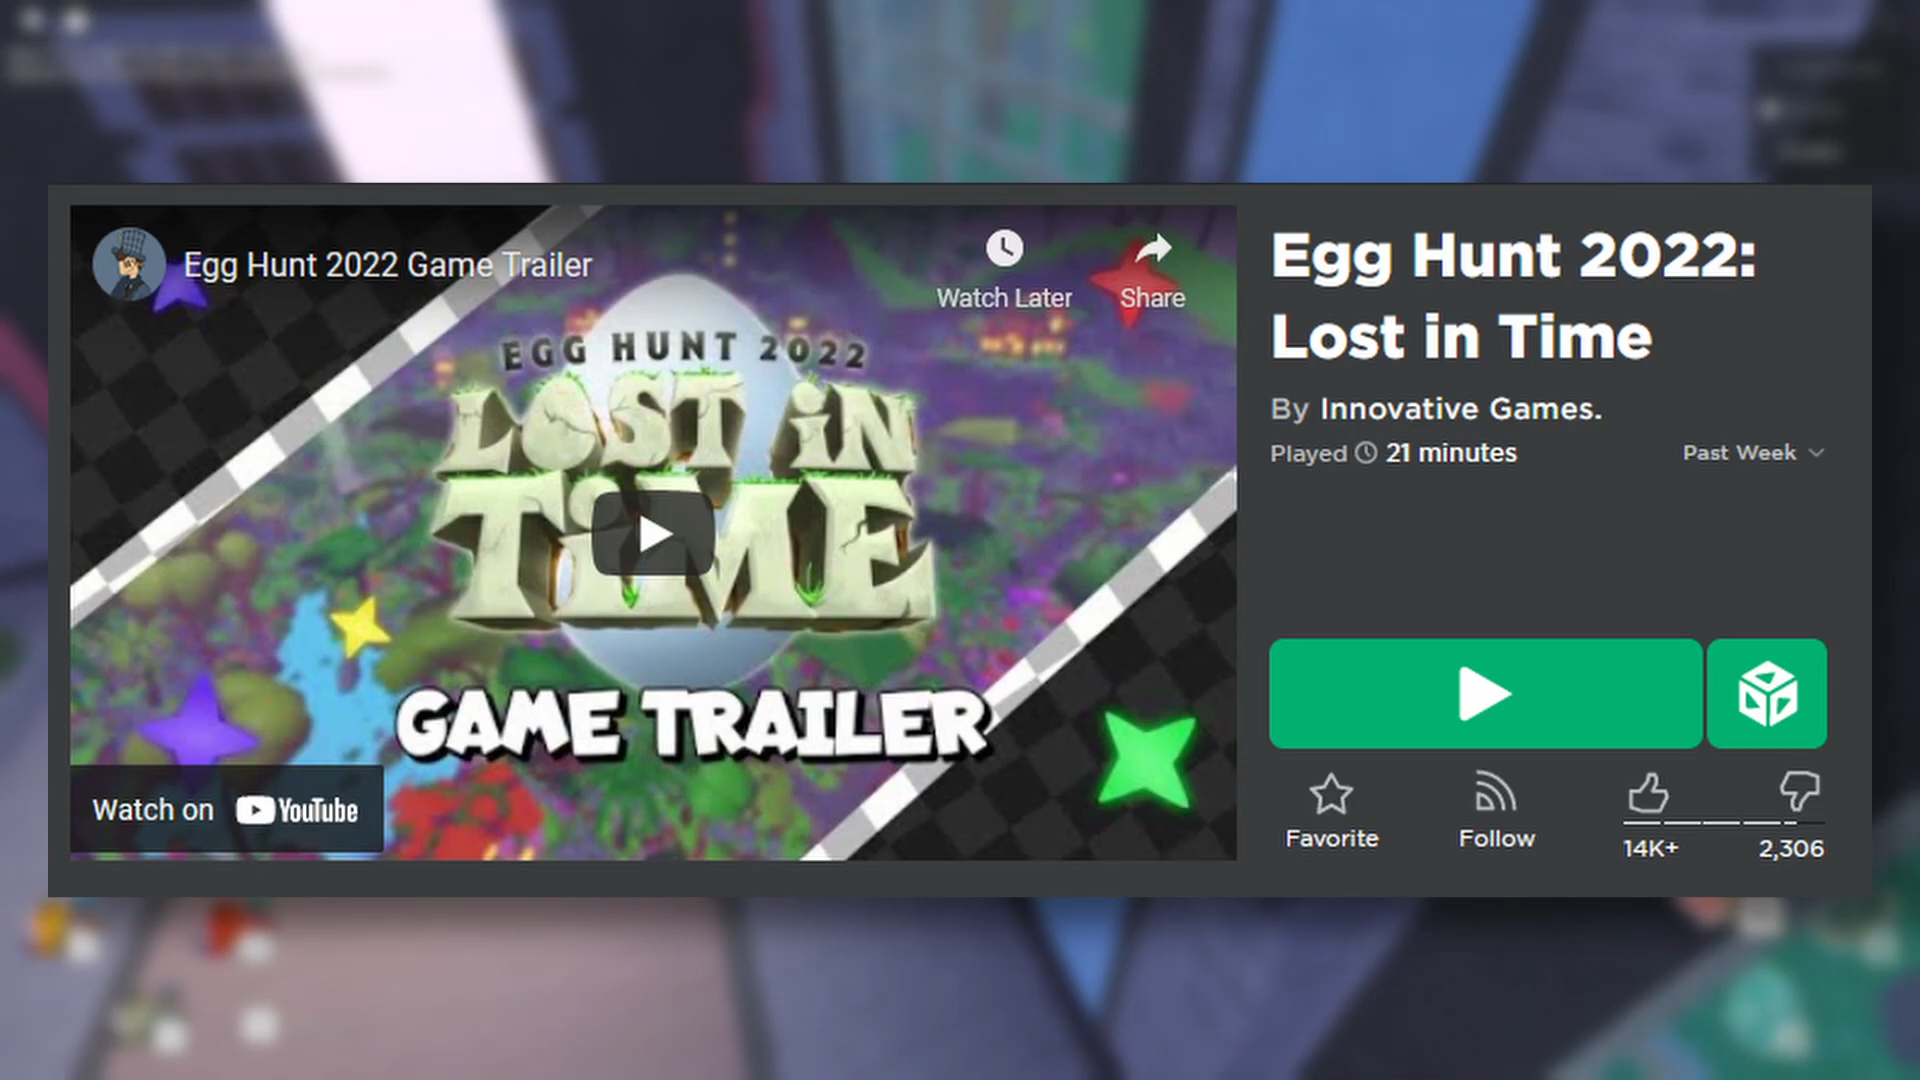 Egg Hunt 2022 Game Trailer
Watch Later
Share
EGG HUNT 2022
LOST iN
TiME
GAME TRAILER
Watch on YouTube
Egg Hunt 2022:
Lost in Time
By Innovative Games.
Played 21 minutes
Past Week
Favorite
Follow
14K+
2,306